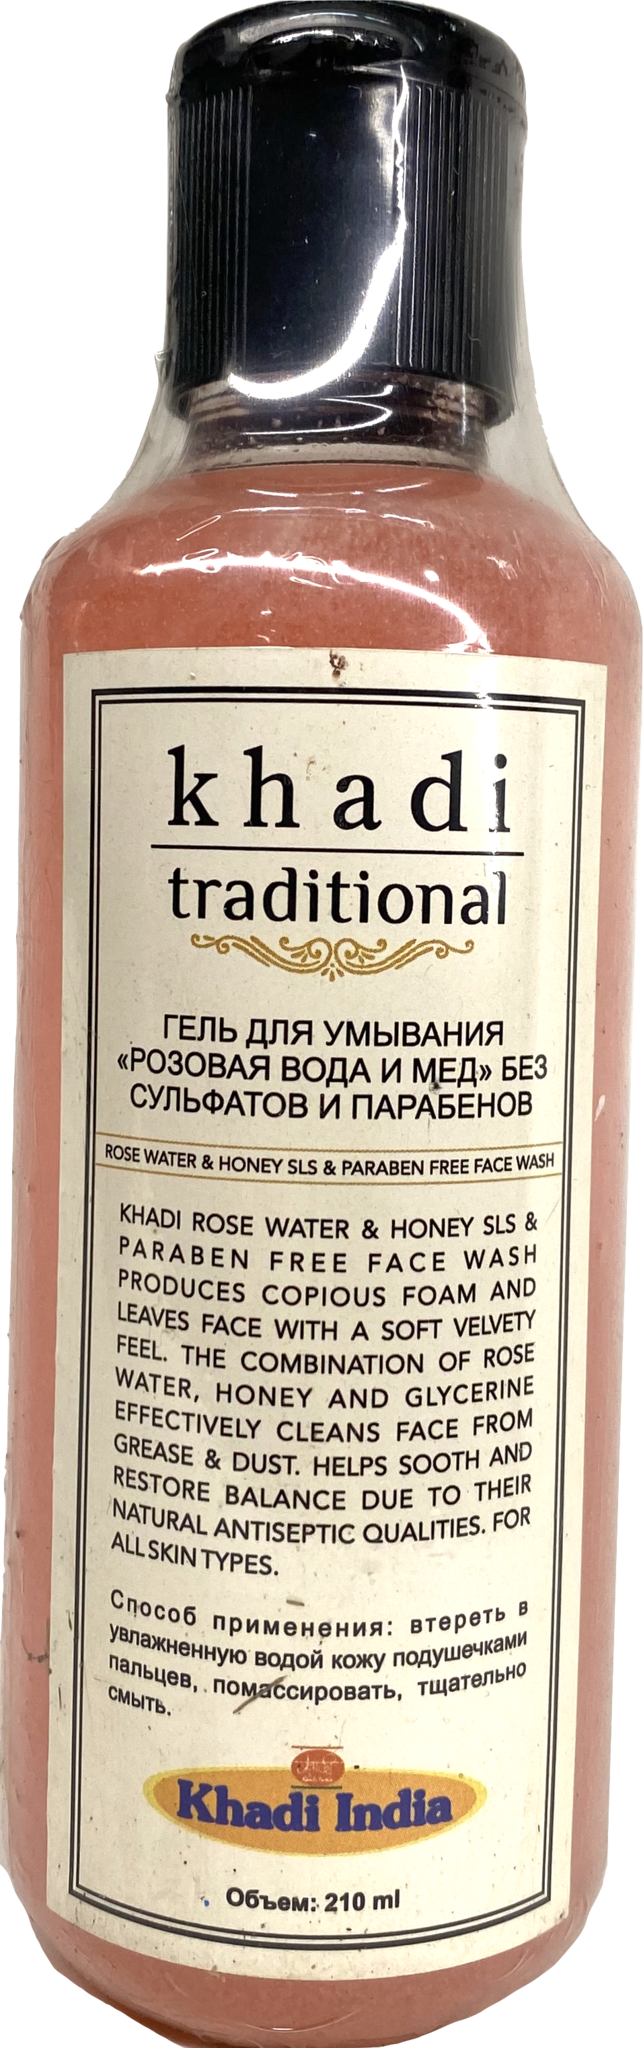 khadi
traditional
ГЕЛЬ ДЛЯ УМЫВАНИЯ
«РОЗОВАЯ ВОДА И МЕД» БЕЗ
СУЛЬФАТОВ И ПАРАБЕНОВ
ROSE WATER & HONEY SLS & PARABEN FREE FACE WASH
KHADI ROSE WATER & HONEY SLS &
PARABEN FREE FACE WASH
PRODUCES COPIOUS FOAM AND
LEAVES FACE WITH A SOFT VELVETY
FEEL. THE COMBINATION OF ROSE
WATER, HONEY AND GLYCERINE
EFFECTIVELY CLEANS FACE FROM
GREASE & DUST. HELPS SOOTH AND
RESTORE BALANCE DUE TO THEIR
NATURAL ANTISEPTIC QUALITIES. FOR
ALL SKIN TYPES.
Способ применения: втереть в
увлажненную водой кожу подушечками
пальцев, помассировать, тщательно
смыть.
Khadi India
Объем: 210 ml